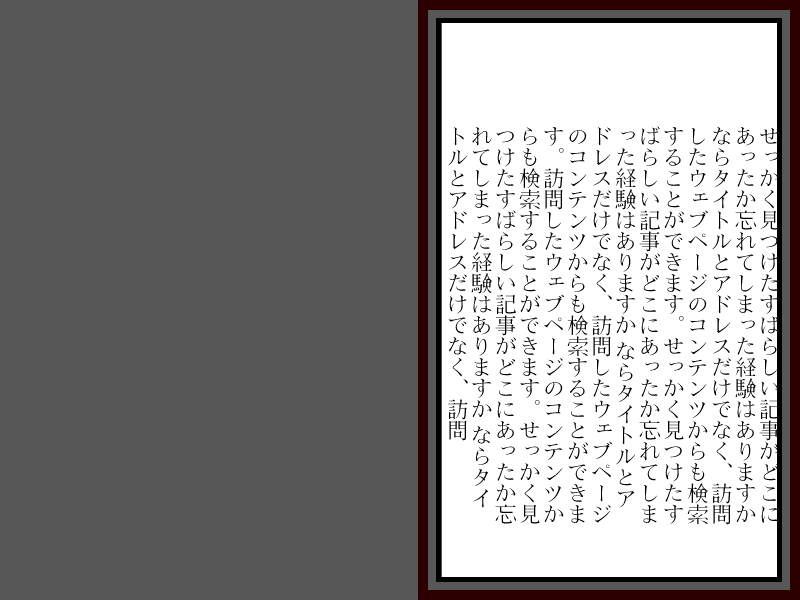 せっかく見つけたすばらしい記事がどこに
あったか忘れてしまった経験はありますか
ならタイトルとアドレスだけでなく、訪問
したウェブページのコンテンツからも検索
することができます。せっかく見つけたす
ばらしい記事がどこにあったか忘れてしま
った経験はありますか ならタイトルとア
ドレスだけでなく、訪問したウェブページ
のコンテンツからも検索することができま
す。訪問したウェブページのコンテンツか
らも検索することができます。せっかく見
つけたすばらしい記事がどこにあったか忘
れてしまった経験はありますか ならタイ
トルとアドレスだけでなく、訪問